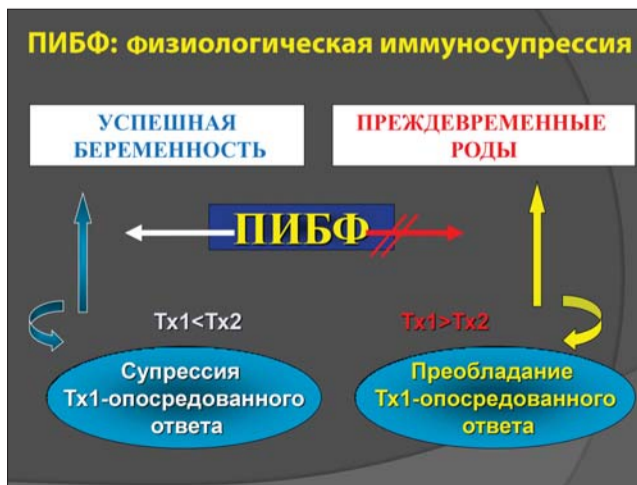 ПИБФ: Физиологическая иммуносупрессия
УСПЕШНАЯ
БЕРЕМЕННОСТЬ
ПРЕЖДЕВРЕМЕННЫЕ
РОДЫ
ПИБФ
Тх1<Тх2
Тх1>Тх2
Супрессия
Тх1-опосредованного
ответа
Преобладание
Тх1-опосредованного
ответа